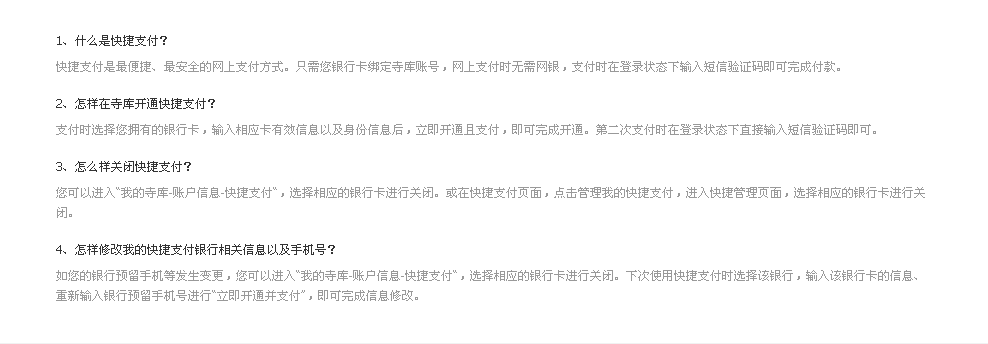 1、什么是快捷支付？
快捷支付是最便捷、最安全的网上支付方式。只需您银行卡绑定寺库账号，网上支付时无需网银，支付时在登录状态下输入短信验证码即可完成付款。
2、怎样在寺库开通快捷支付？
支付时选择您拥有的银行卡，输入相应卡有效信息以及身份信息后，立即开通且支付，即可完成开通。第二次支付时在登录状态下直接输入短信验证码即可。
3、怎么样关闭快捷支付？
您可以进入“我的寺库-账户信息-快捷支付“，选择相应的银行卡进行关闭。或在快捷支付页面，点击管理我的快捷支付，进入快捷管理页面，选择相应的银行卡进行关
闭。
4、怎样修改我的快捷支付银行相关信息以及手机号？
如您的银行预留手机等发生变更，您可以进入“我的寺库-账户信息-快捷支付“，选择相应的银行卡进行关闭。下次使用快捷支付时选择该银行，输入该银行卡的信息、
重新输入银行预留手机号进行“立即开通并支付”，即可完成信息修改。